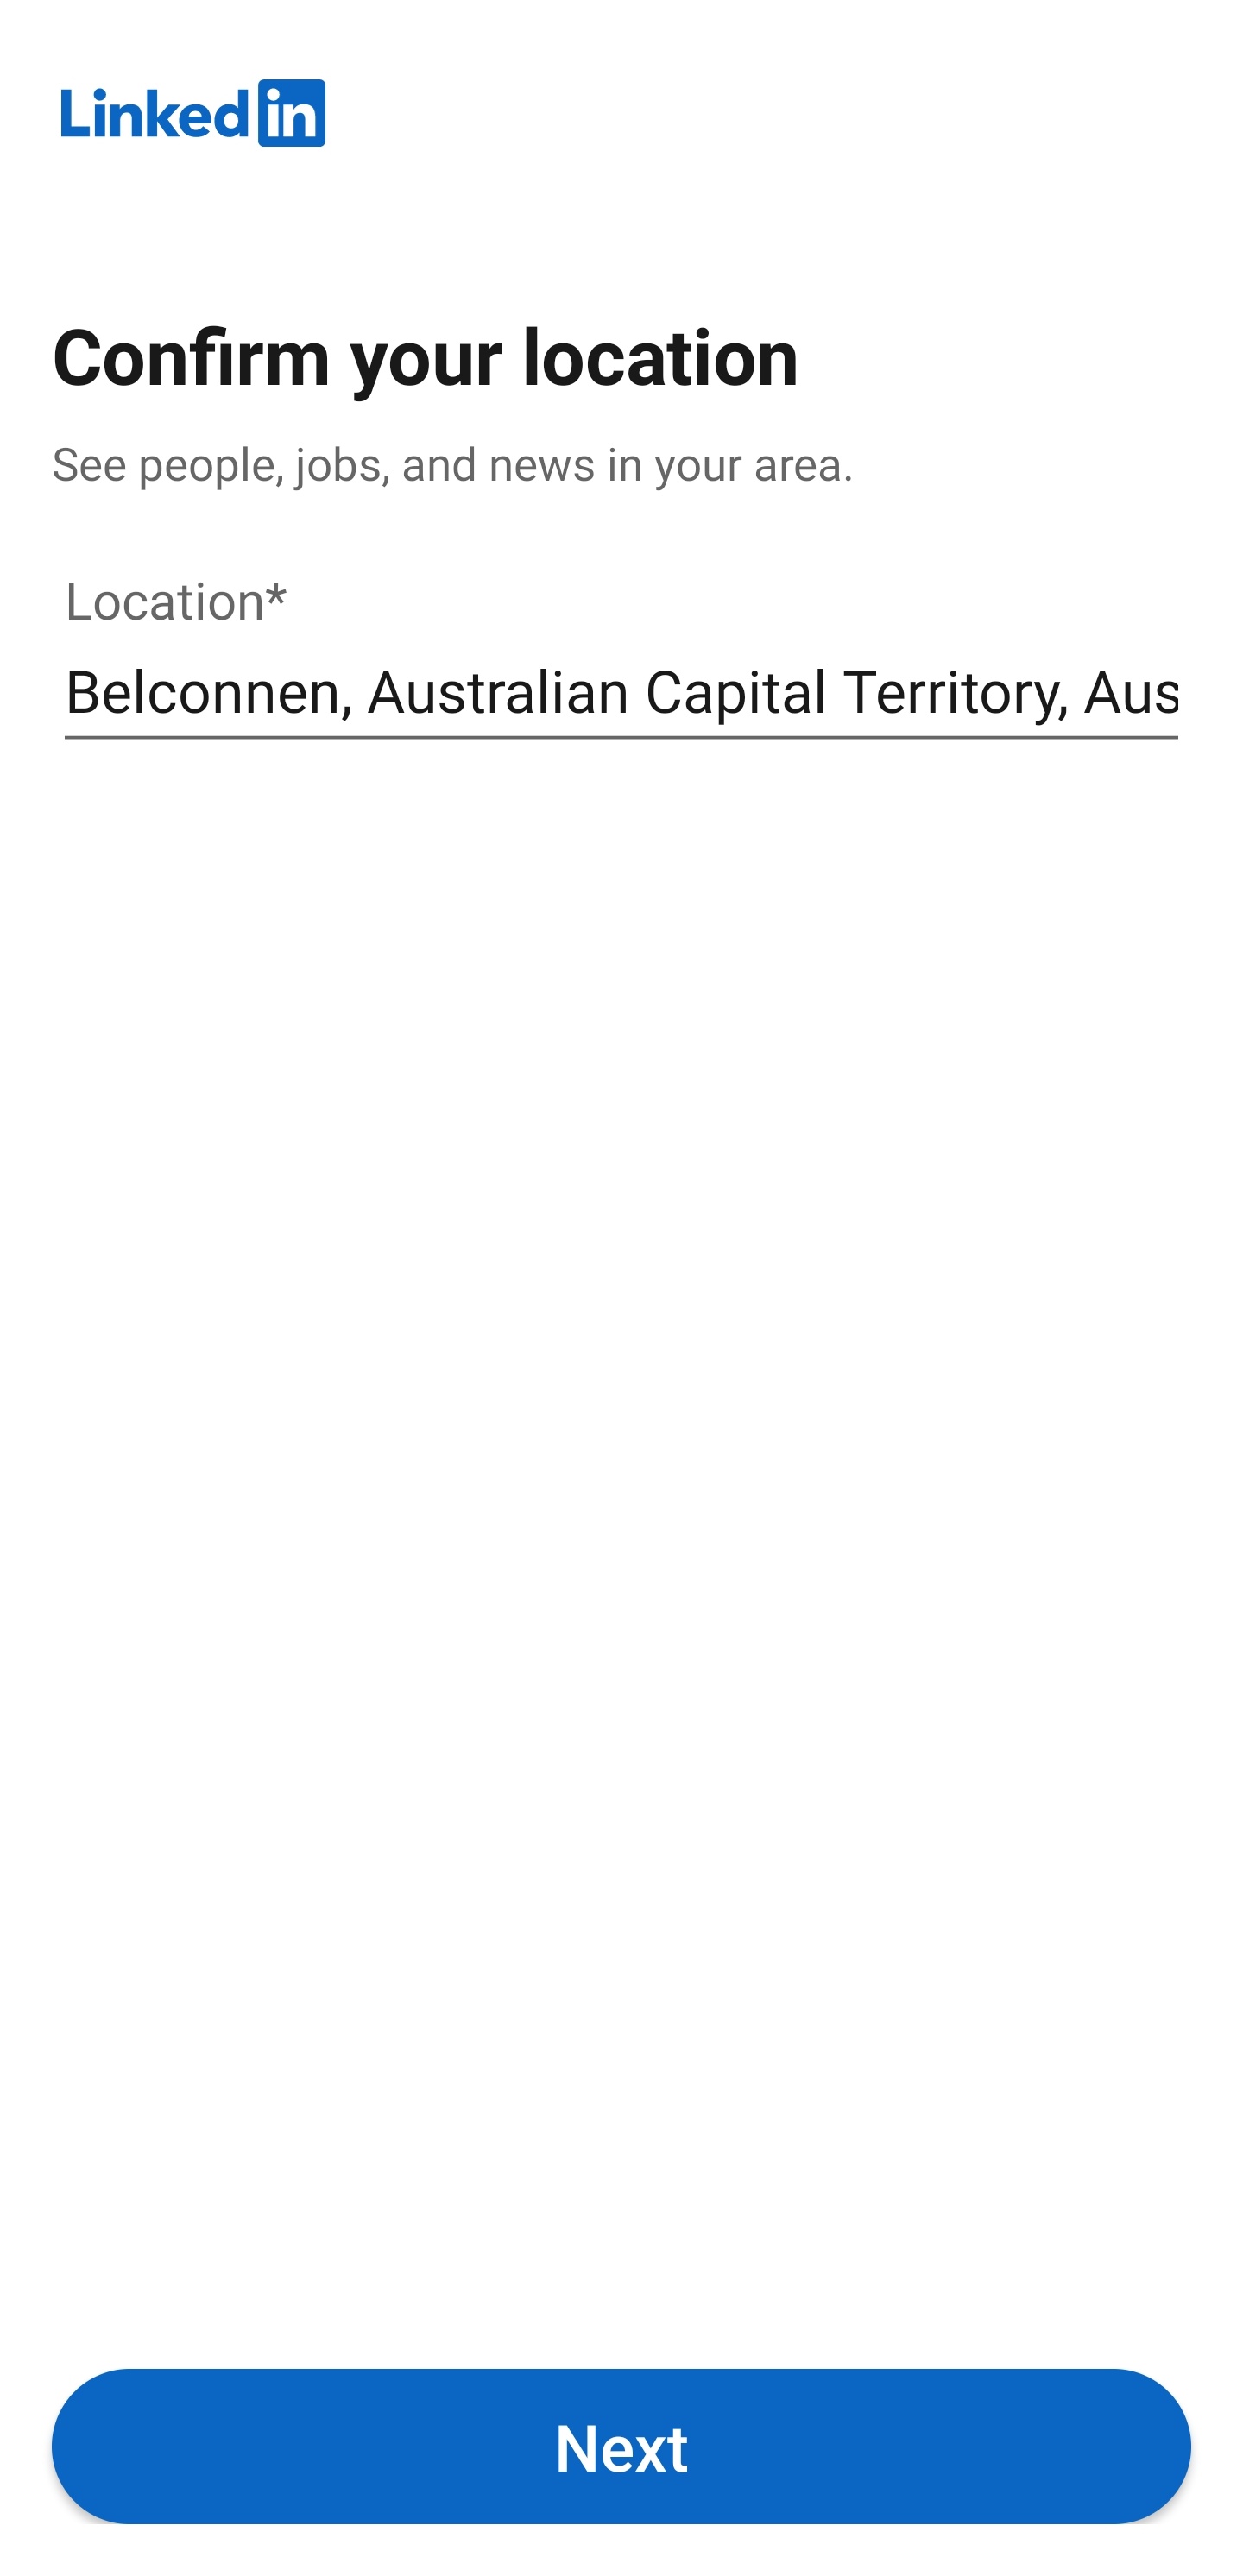 Linkedin
Confirm your location
See people, jobs, and news in your area.
Location*
Belconnen, Australian Capital Territory, Aus
Next